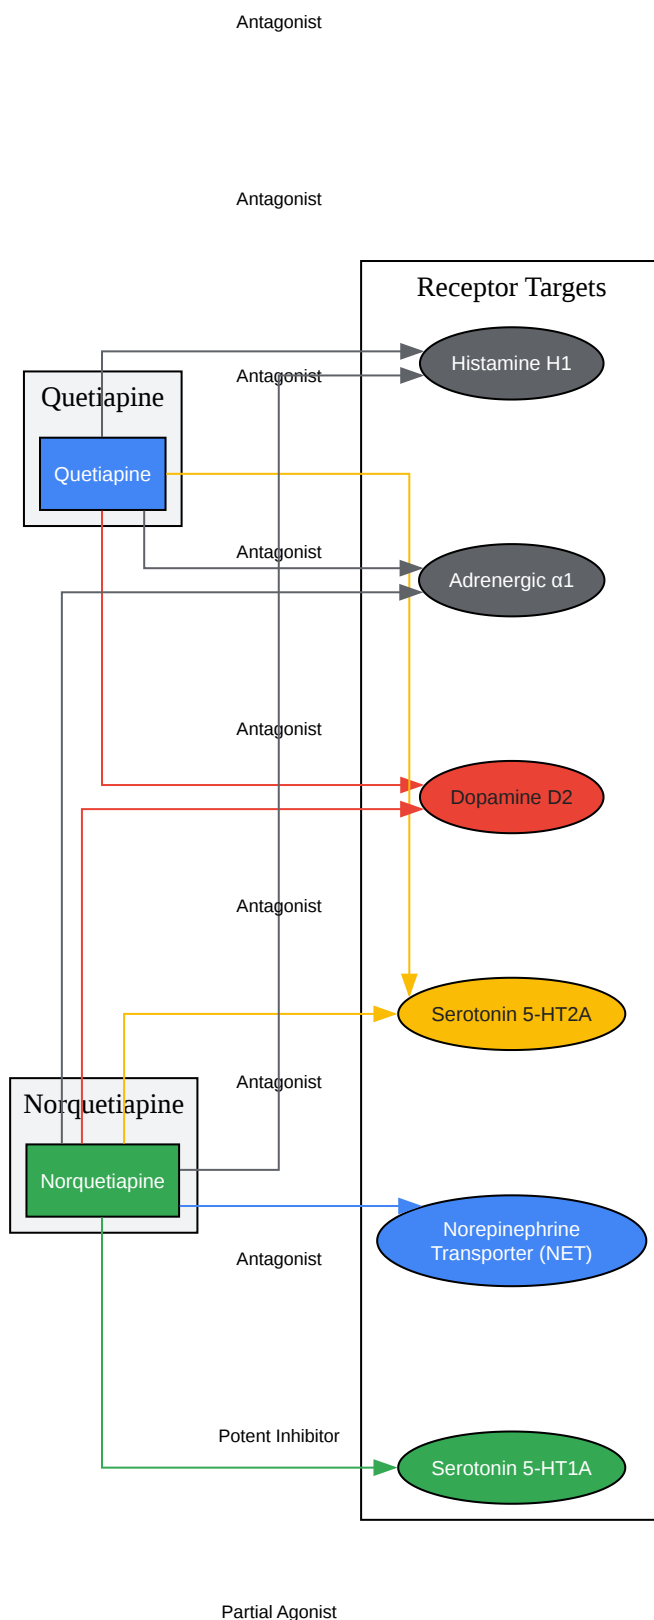 Antagonist
Antagonist
Receptor Targets
Histamine H1
Antagonist
Quetiapine
Quetiapine
Antagonist
Adrenergic α1
Antagonist
Dopamine D2
Antagonist
Serotonin 5-HT2A
Antagonist
Norquetiapine
Norquetiapine
Norepinephrine
Transporter (NET)
Antagonist
Potent Inhibitor
Serotonin 5-HT1A
Partial Agonist